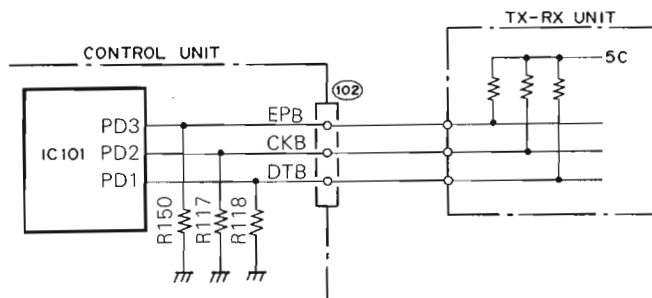 TX-RX UNIT
CONTROL UNIT
5C
102
EPB
PD3
CKB
IC101
PD2
DTB
PD1
R150
R117
R118